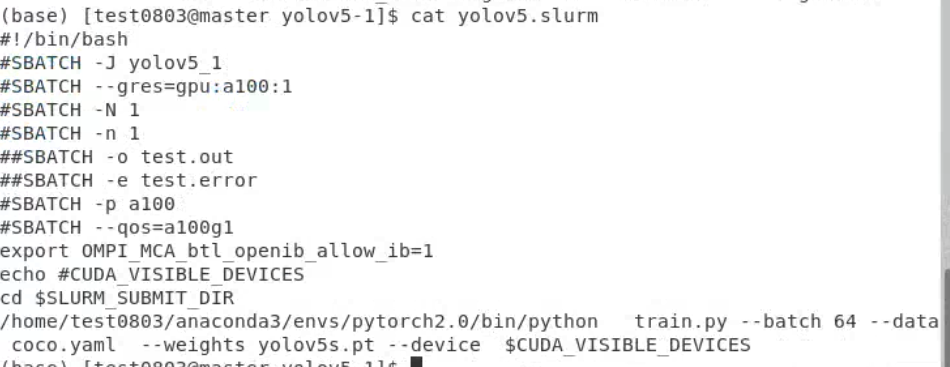 (base) [test0803@master yolov5-1]$ cat yolov5.slurm
#!/bin/bash
#SBATCH -J yolov5_1
#SBATCH --gres=gpu:a100:1
#SBATCH -N 1
#SBATCH -n 1
##SBATCH -o test.out
##SBATCH -e test.error
#SBATCH -p a100
#SBATCH --qos=a100g1
export OMPI_MCA_btl_openib_allow_ib=1
echo #CUDA_VISIBLE_DEVICES
cd $SLURM_SUBMIT_DIR
/home/test0803/anaconda3/envs/pytorch2.0/bin/python   train.py --batch 64 --data
 coco.yaml  --weights yolov5s.pt --device  $CUDA_VISIBLE_DEVICES
(base) [test0803@master yolov5-1]$